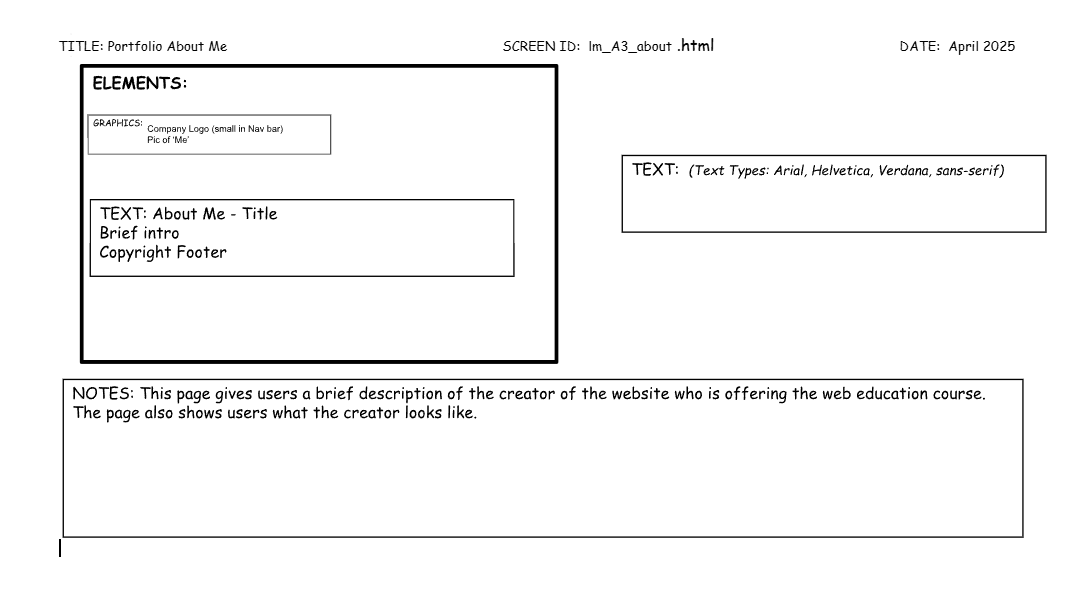 TITLE: Portfolio About Me SCREEN ID: lm_A3_about .html DATE: April 2025
ELEMENTS:
GRAPHICS: Company Logo (small in Nav bar)
Pic of 'Me'
TEXT: (Text Types: Arial, Helvetica, Verdana, sans-serif)
TEXT: About Me - Title
Brief intro
Copyright Footer
NOTES: This page gives users a brief description of the creator of the website who is offering the web education course.
The page also shows users what the creator looks like.